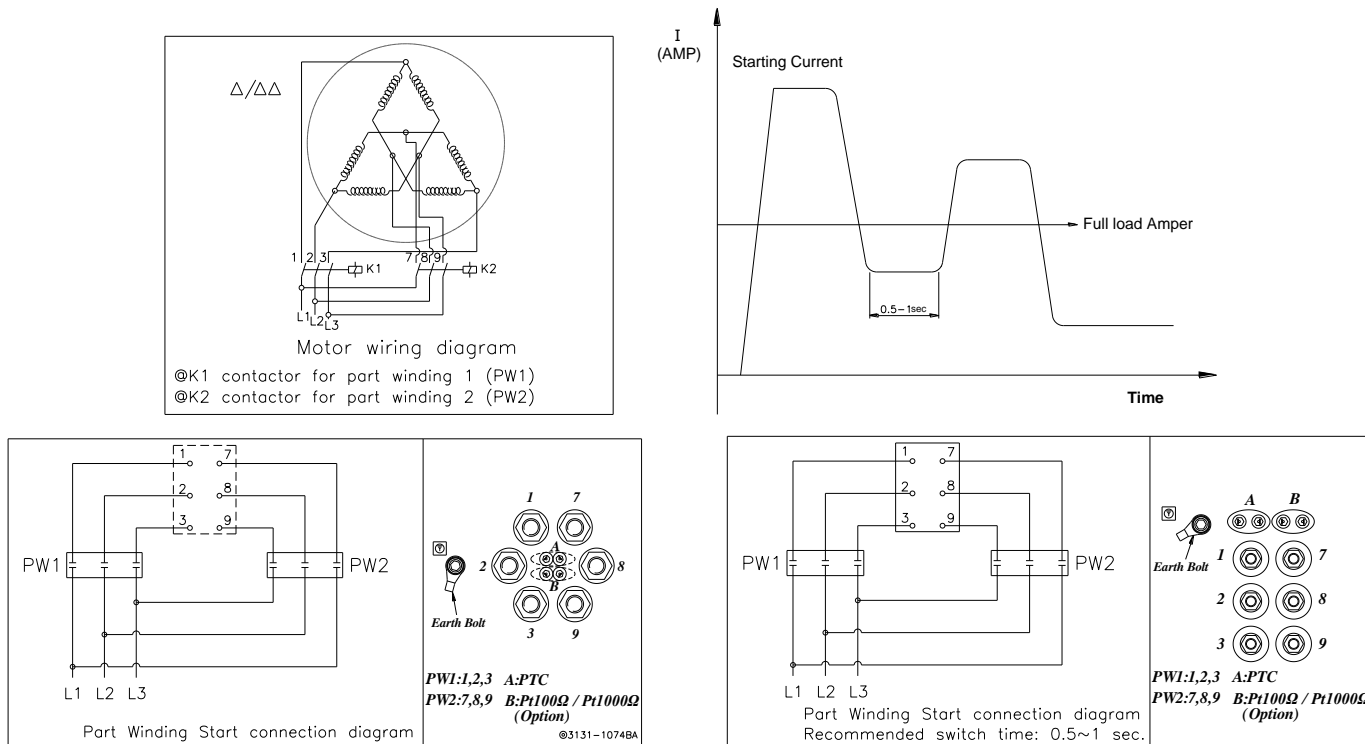 Δ/ΔΔ
1 2 3
7 8 9
K1
K2
L1 L2 L3
Motor wiring diagram
@K1 contactor for part winding 1 (PW1)
@K2 contactor for part winding 2 (PW2)
I
(AMP)
Starting Current
Full load Amper
0.5-1sec
Time
1 7
2 8
3 9
PW1
PW2
L1 L2 L3
Part Winding Start connection diagram
1 7
A
2 8
B
Earth Bolt
3 9
PW1:1,2,3 A:PTC
PW2:7,8,9 B:Pt100Ω / Pt1000Ω
(Option)
@3131-1074BA
1 7
2 8
3 9
PW1
PW2
L1 L2 L3
Part Winding Start connection diagram
Recommended switch time: 0.5~1 sec.
A B
Earth Bolt
1 7
2 8
3 9
PW1:1,2,3 A:PTC
PW2:7,8,9 B:Pt100Ω / Pt1000Ω
(Option)